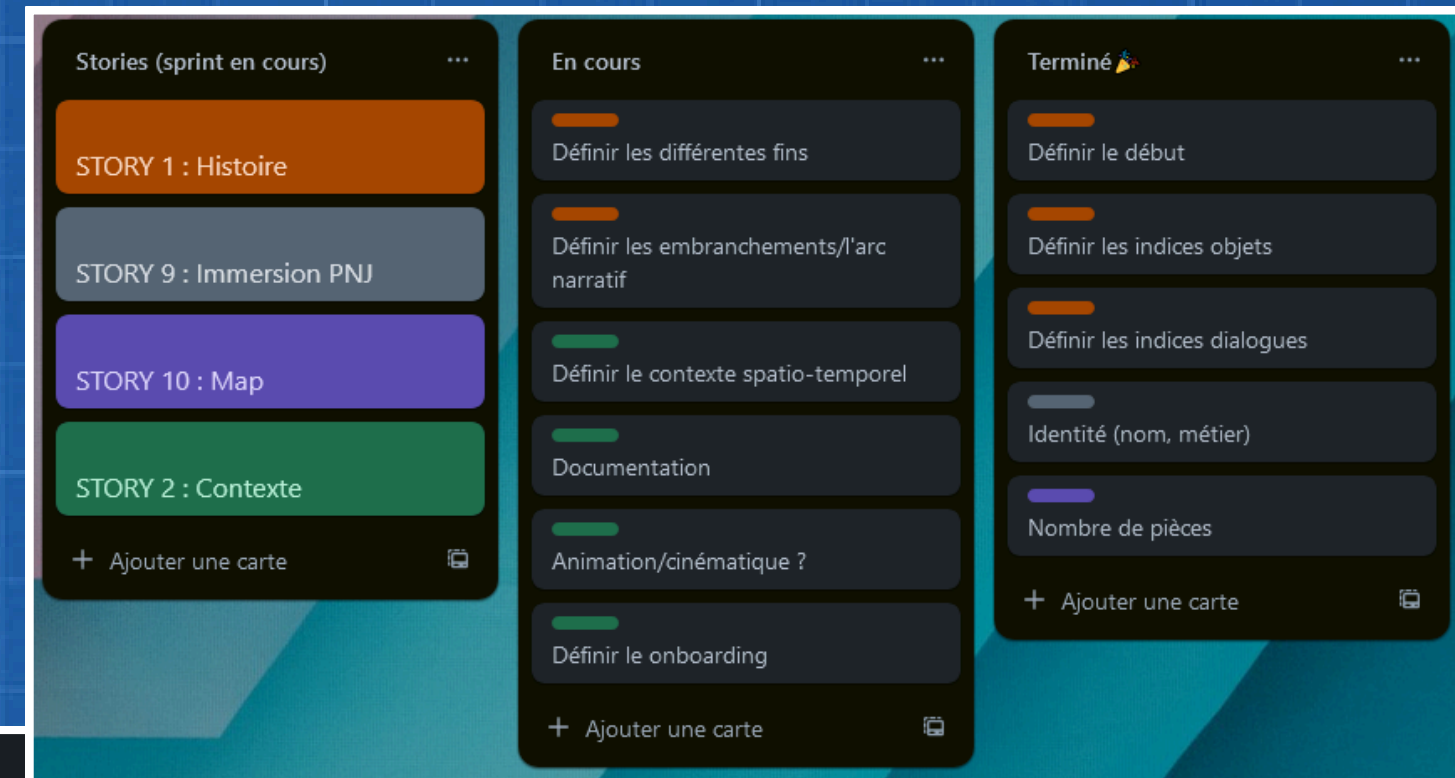 Stories (sprint en cours)
STORY 1 : Histoire
STORY 9 : Immersion PNJ
STORY 10 : Map
STORY 2 : Contexte
+ Ajouter une carte
En cours
Définir les différentes fins
Définir les embranchements/l'arc
narratif
Définir le contexte spatio-temporel
Documentation
Animation/cinématique ?
Définir le onboarding
+ Ajouter une carte
Terminé🎉
Définir le début
Définir les indices objets
Définir les indices dialogues
Identité (nom, métier)
Nombre de pièces
+ Ajouter une carte